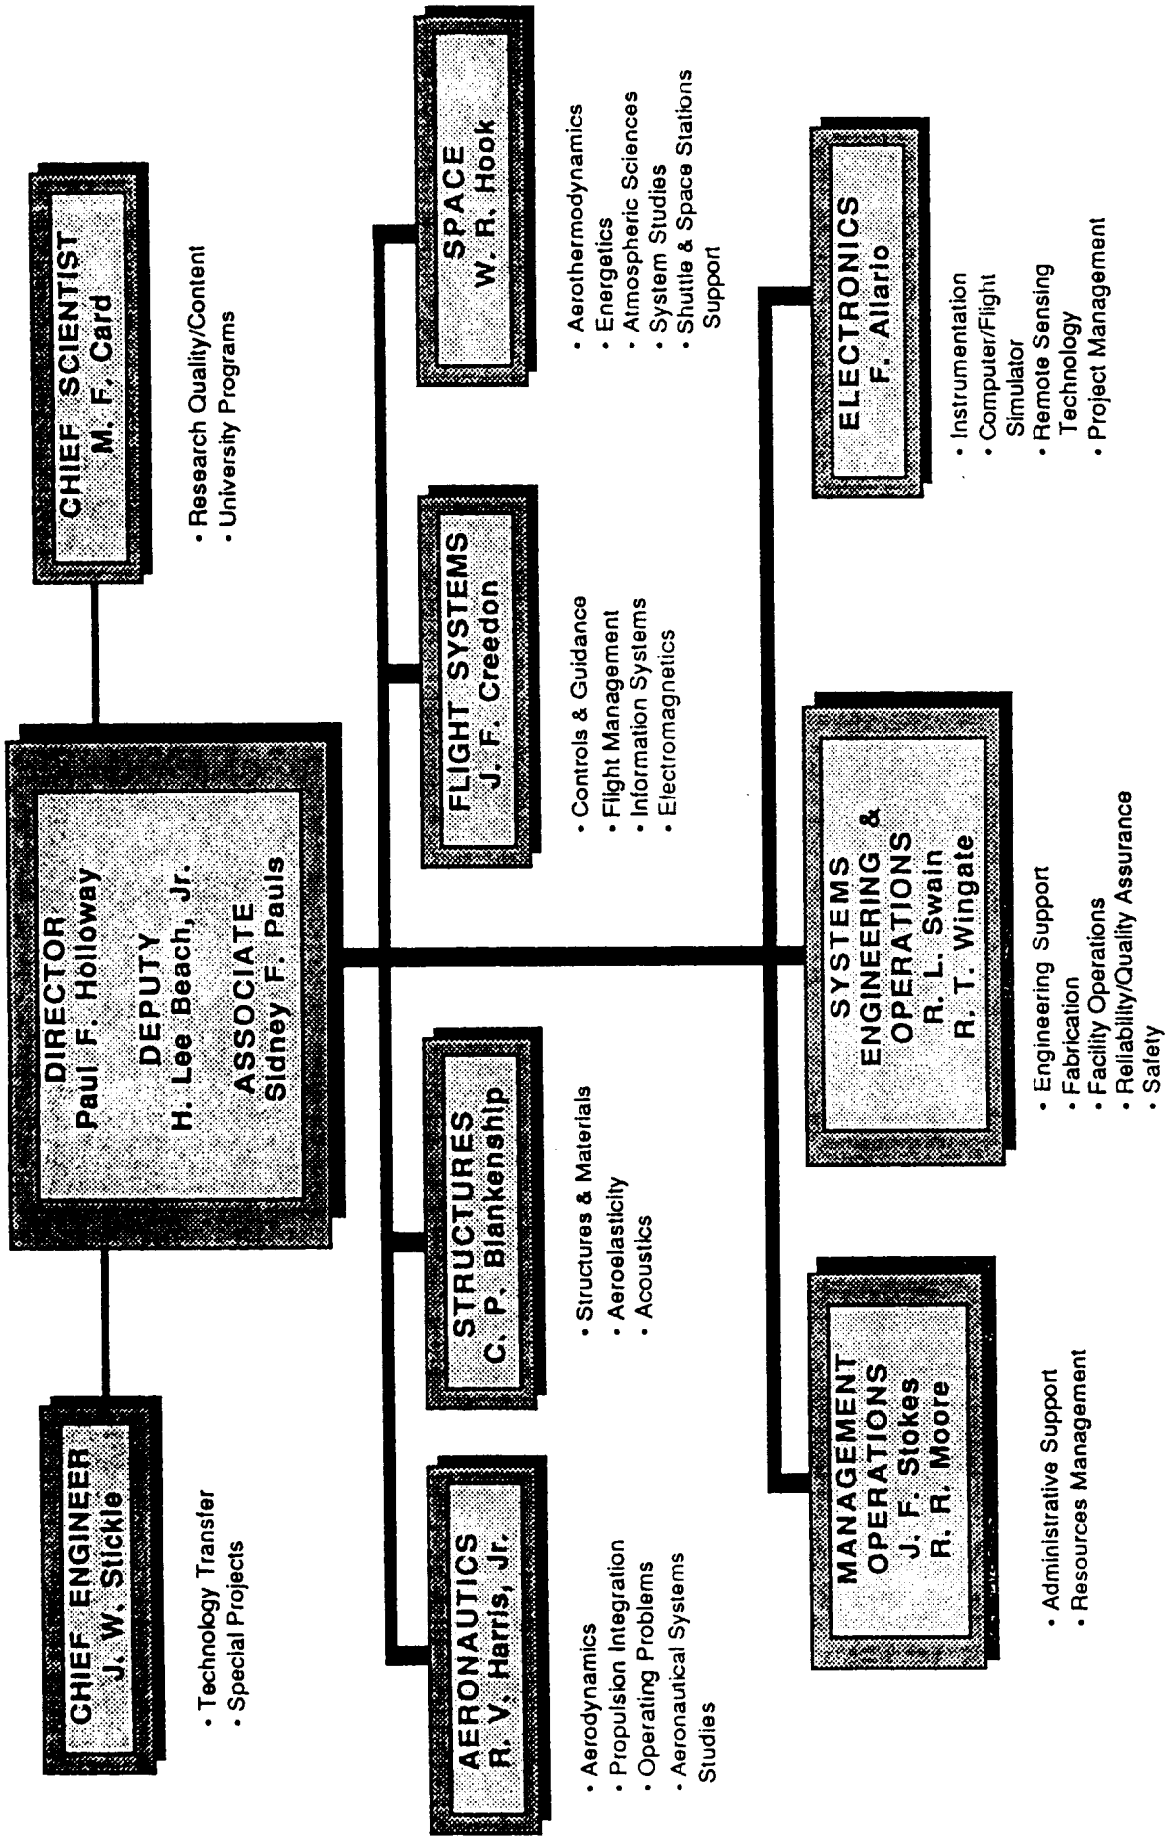 DIRECTOR
Paul F. Holloway
DEPUTY
H. Lee Beach, Jr.
ASSOCIATE
Sidney F. Pauls
CHIEF ENGINEER
J. W. Stickle
• Technology Transfer
• Special Projects
CHIEF SCIENTIST
M. F. Card
• Research Quality/Content
• University Programs
AERONAUTICS
R. V. Harris, Jr.
• Aerodynamics
• Propulsion Integration
• Operating Problems
• Aeronautical Systems
Studies
STRUCTURES
C. P. Blankenship
• Structures & Materials
• Aeroelasticity
• Acoustics
FLIGHT SYSTEMS
J. F. Creedon
• Controls & Guidance
• Flight Management
• Information Systems
• Electromagnetics
SPACE
W. R. Hook
• Aerothermodynamics
• Energetics
• Atmospheric Sciences
• System Studies
• Shuttle & Space Stations
Support
MANAGEMENT
OPERATIONS
J. F. Stokes
R. R. Moore
• Administrative Support
• Resources Management
SYSTEMS
ENGINEERING &
OPERATIONS
R. L. Swain
R. T. Wingate
• Engineering Support
• Fabrication
• Facility Operations
• Reliability/Quality Assurance
• Safety
ELECTRONICS
F. Allario
• Instrumentation
• Computer/Flight
Simulator
• Remote Sensing
Technology
• Project Management